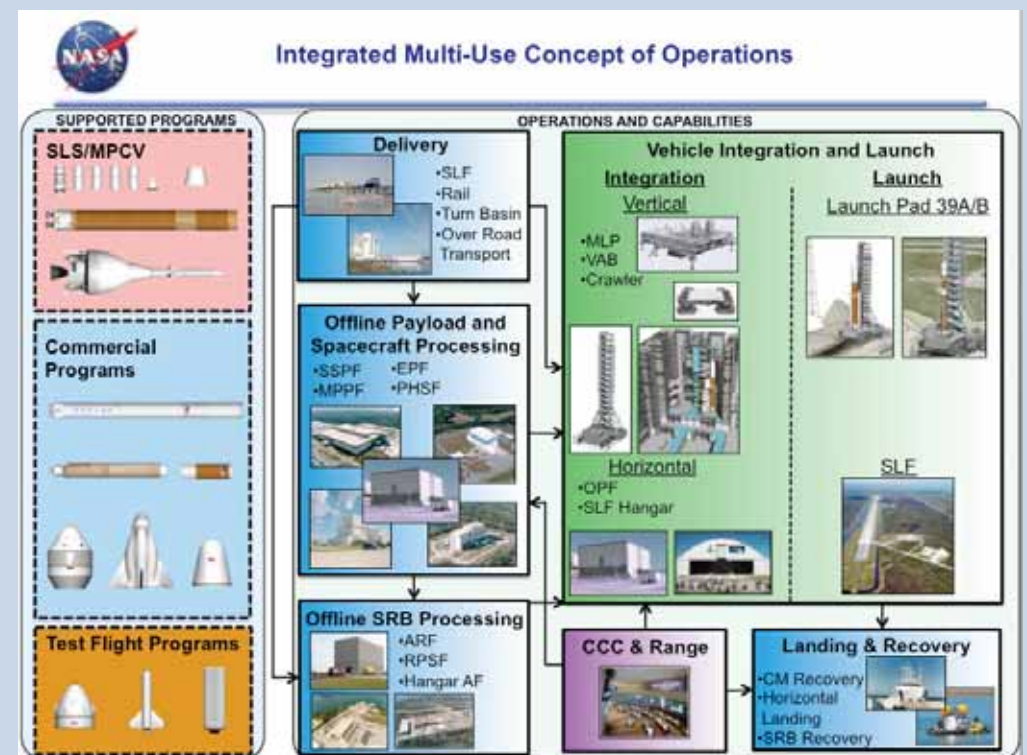 NASA
Integrated Multi-Use Concept of Operations
SUPPORTED PROGRAMS
SLS/MPCV
Commercial
Programs
Test Flight Programs
OPERATIONS AND CAPABILITIES
Delivery
•SLF
•Rail
•Turn Basin
•Over Road
Transport
Offline Payload and
Spacecraft Processing
•SSPF •EPF
•MPPF •PHSF
Offline SRB Processing
•ARF
•RPSF
•Hangar AF
Vehicle Integration and Launch
Integration
Vertical
•MLP
•VAB
•Crawler
Horizontal
•OPF
•SLF Hangar
Launch
Launch Pad 39A/B
SLF
CCC & Range
Landing & Recovery
•CM Recovery
•Horizontal
Landing
•SRB Recovery